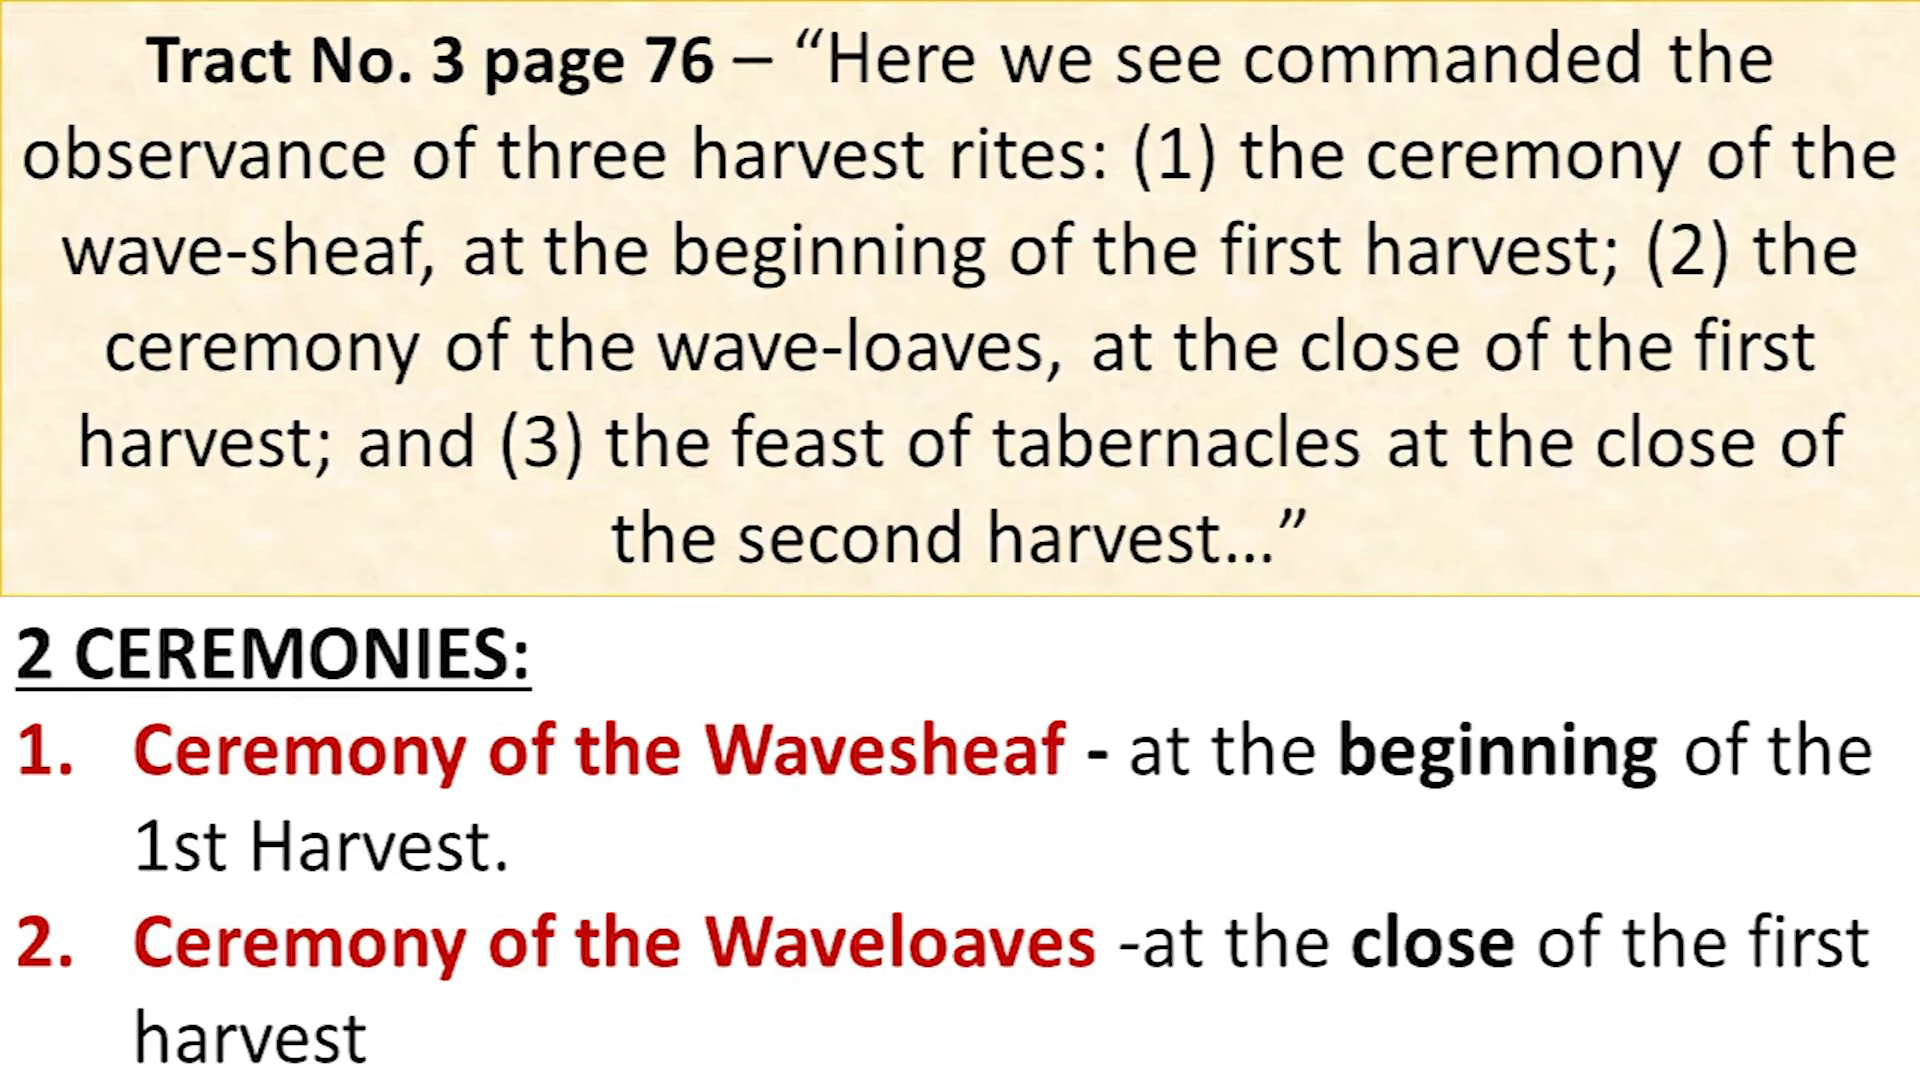 Tract No. 3 page 76 – “Here we see commanded the
observance of three harvest rites: (1) the ceremony of the
wave-sheaf, at the beginning of the first harvest; (2) the
ceremony of the wave-loaves, at the close of the first
harvest; and (3) the feast of tabernacles at the close of
the second harvest…”
2 CEREMONIES:
1. Ceremony of the Wavesheaf - at the beginning of the
1st Harvest.
2. Ceremony of the Waveloaves -at the close of the first
harvest